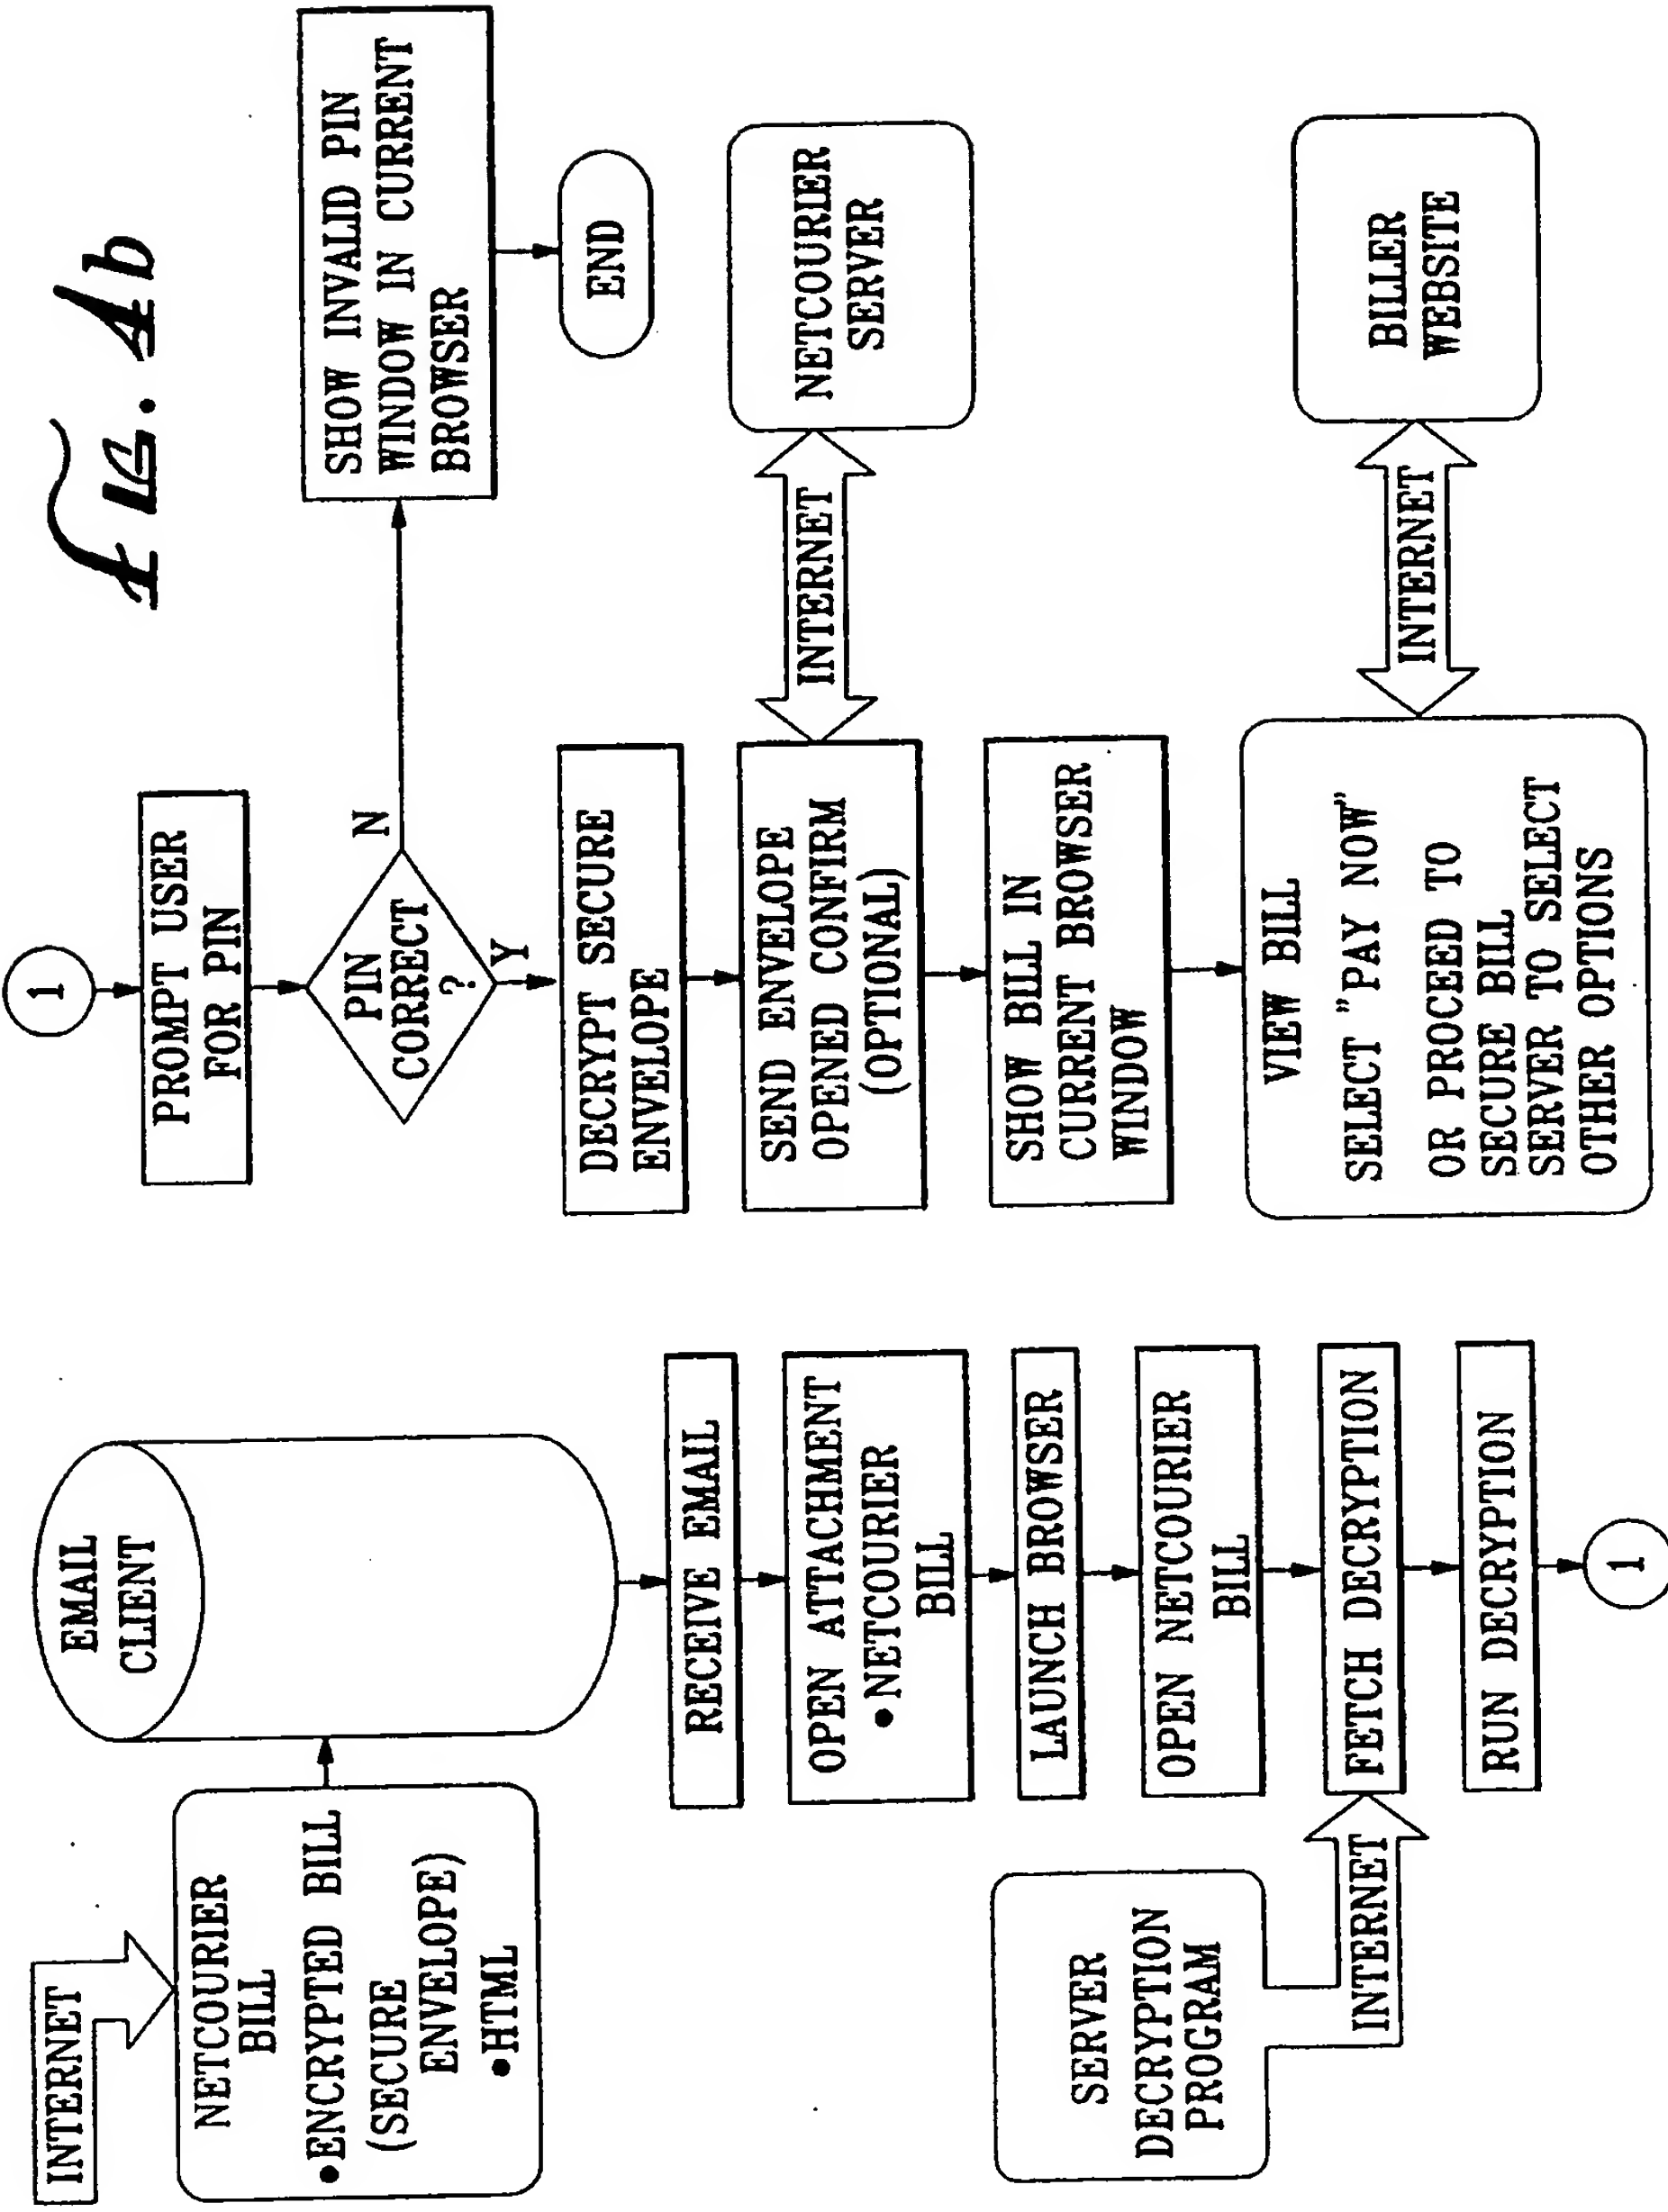 Fig. 4b
INTERNET
NETCOURIER
BILL
•ENCRYPTED BILL
(SECURE
ENVELOPE)
•HTML
EMAIL
CLIENT
RECEIVE EMAIL
OPEN ATTACHMENT
•NETCOURIER
BILL
LAUNCH BROWSER
OPEN NETCOURIER
BILL
SERVER
DECRYPTION
PROGRAM
INTERNET
FETCH DECRYPTION
RUN DECRYPTION
1
1
PROMPT USER
FOR PIN
PIN
CORRECT
?
N
Y
SHOW INVALID PIN
WINDOW IN CURRENT
BROWSER
END
DECRYPT SECURE
ENVELOPE
SEND ENVELOPE
OPENED CONFIRM
(OPTIONAL)
INTERNET
NETCOURIER
SERVER
SHOW BILL IN
CURRENT BROWSER
WINDOW
VIEW BILL
SELECT "PAY NOW"
OR PROCEED TO
SECURE BILL
SERVER TO SELECT
OTHER OPTIONS
INTERNET
BILLER
WEBSITE